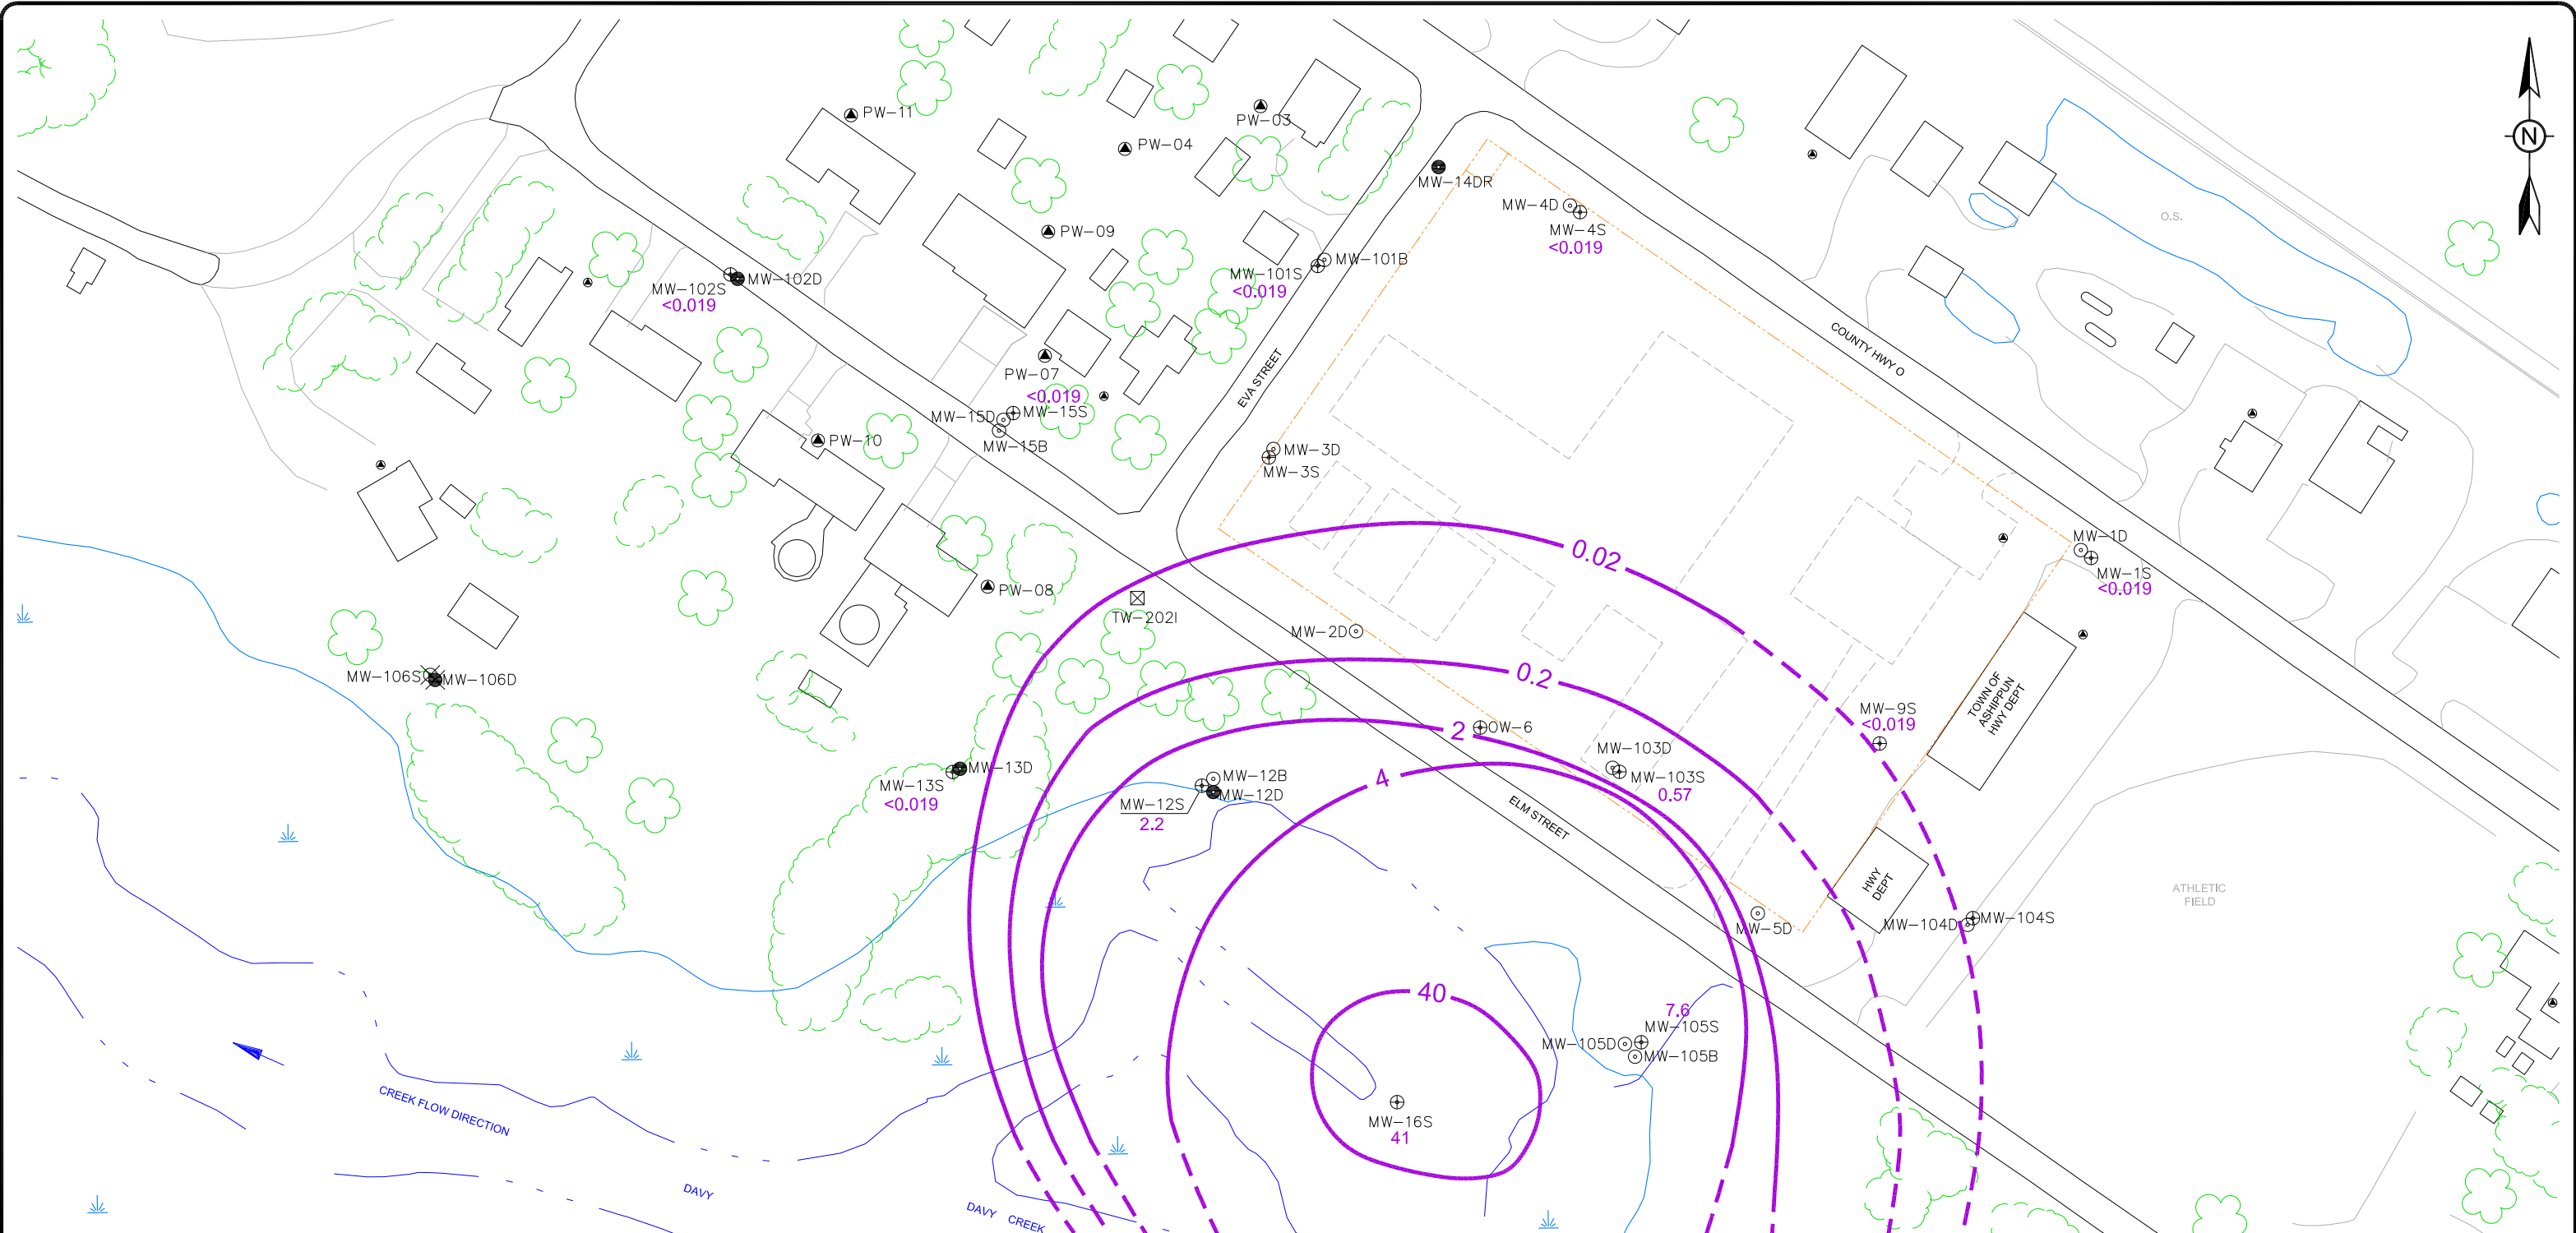 PW-11
PW-03
PW-04
N
MW-14DR
MW-4D
MW-4S
<0.019
O.S.
PW-09
MW-101B
MW-101S
<0.019
MW-102D
MW-102S
<0.019
COUNTY HWY O
EVA STREET
PW-07
<0.019
MW-15D
MW-15S
MW-15B
PW-10
MW-3D
MW-3S
0.02
MW-1D
MW-1S
<0.019
PW-08
TW-202I
MW-2D
MW-106S
MW-106D
0.2
TOWN OF
ASHIPPUN
HWY DEPT
MW-9S
<0.019
2
OW-6
MW-103D
MW-103S
0.57
MW-13D
MW-13S
<0.019
MW-12B
MW-12D
MW-12S
2.2
4
ELM STREET
HWY
DEPT
ATHLETIC
FIELD
MW-5D
MW-104D
MW-104S
40
7.6
MW-105S
MW-105D
MW-105B
MW-16S
41
CREEK FLOW DIRECTION
DAVY
DAVY CREEK